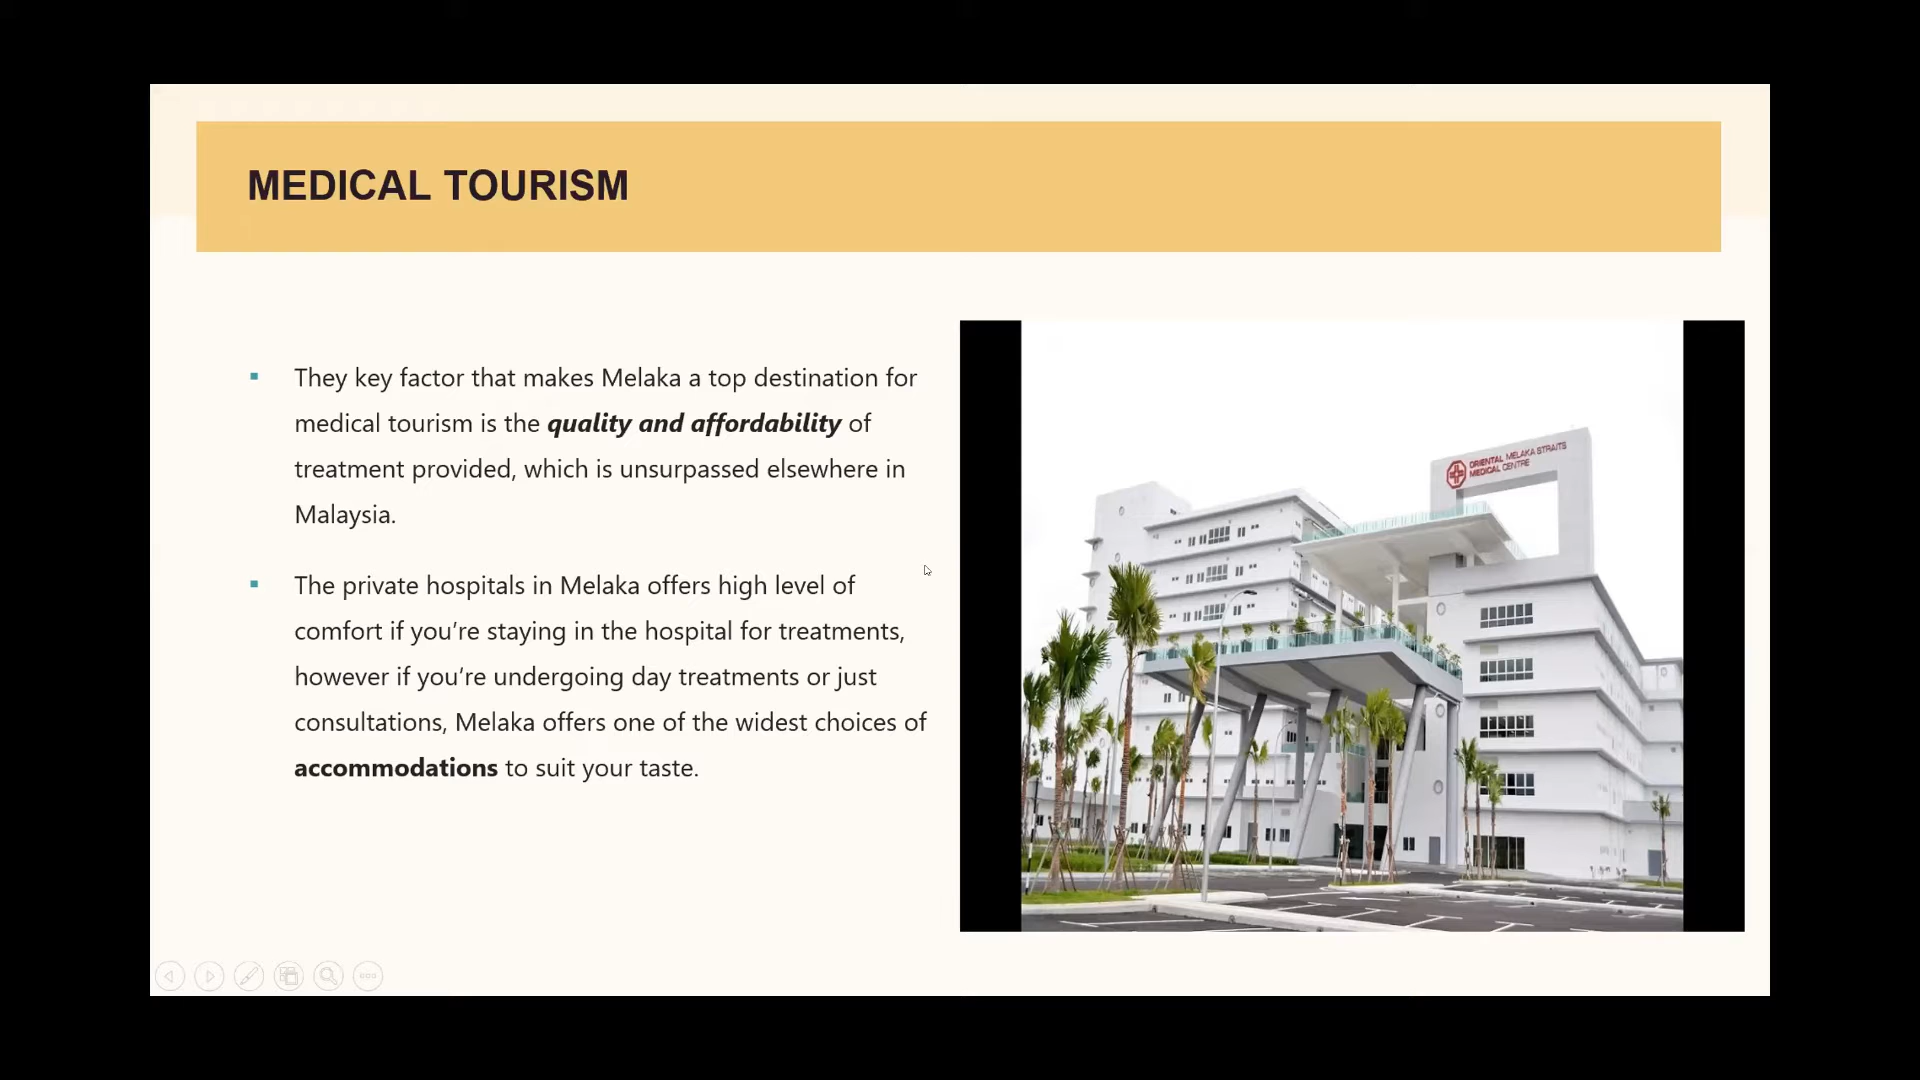 MEDICAL TOURISM
They key factor that makes Melaka a top destination for
medical tourism is the quality and affordability of
treatment provided, which is unsurpassed elsewhere in
Malaysia.
The private hospitals in Melaka offers high level of
comfort if you’re staying in the hospital for treatments,
however if you’re undergoing day treatments or just
consultations, Melaka offers one of the widest choices of
accommodations to suit your taste.
ORIENTAL MELAKA STRAITS
MEDICAL CENTRE